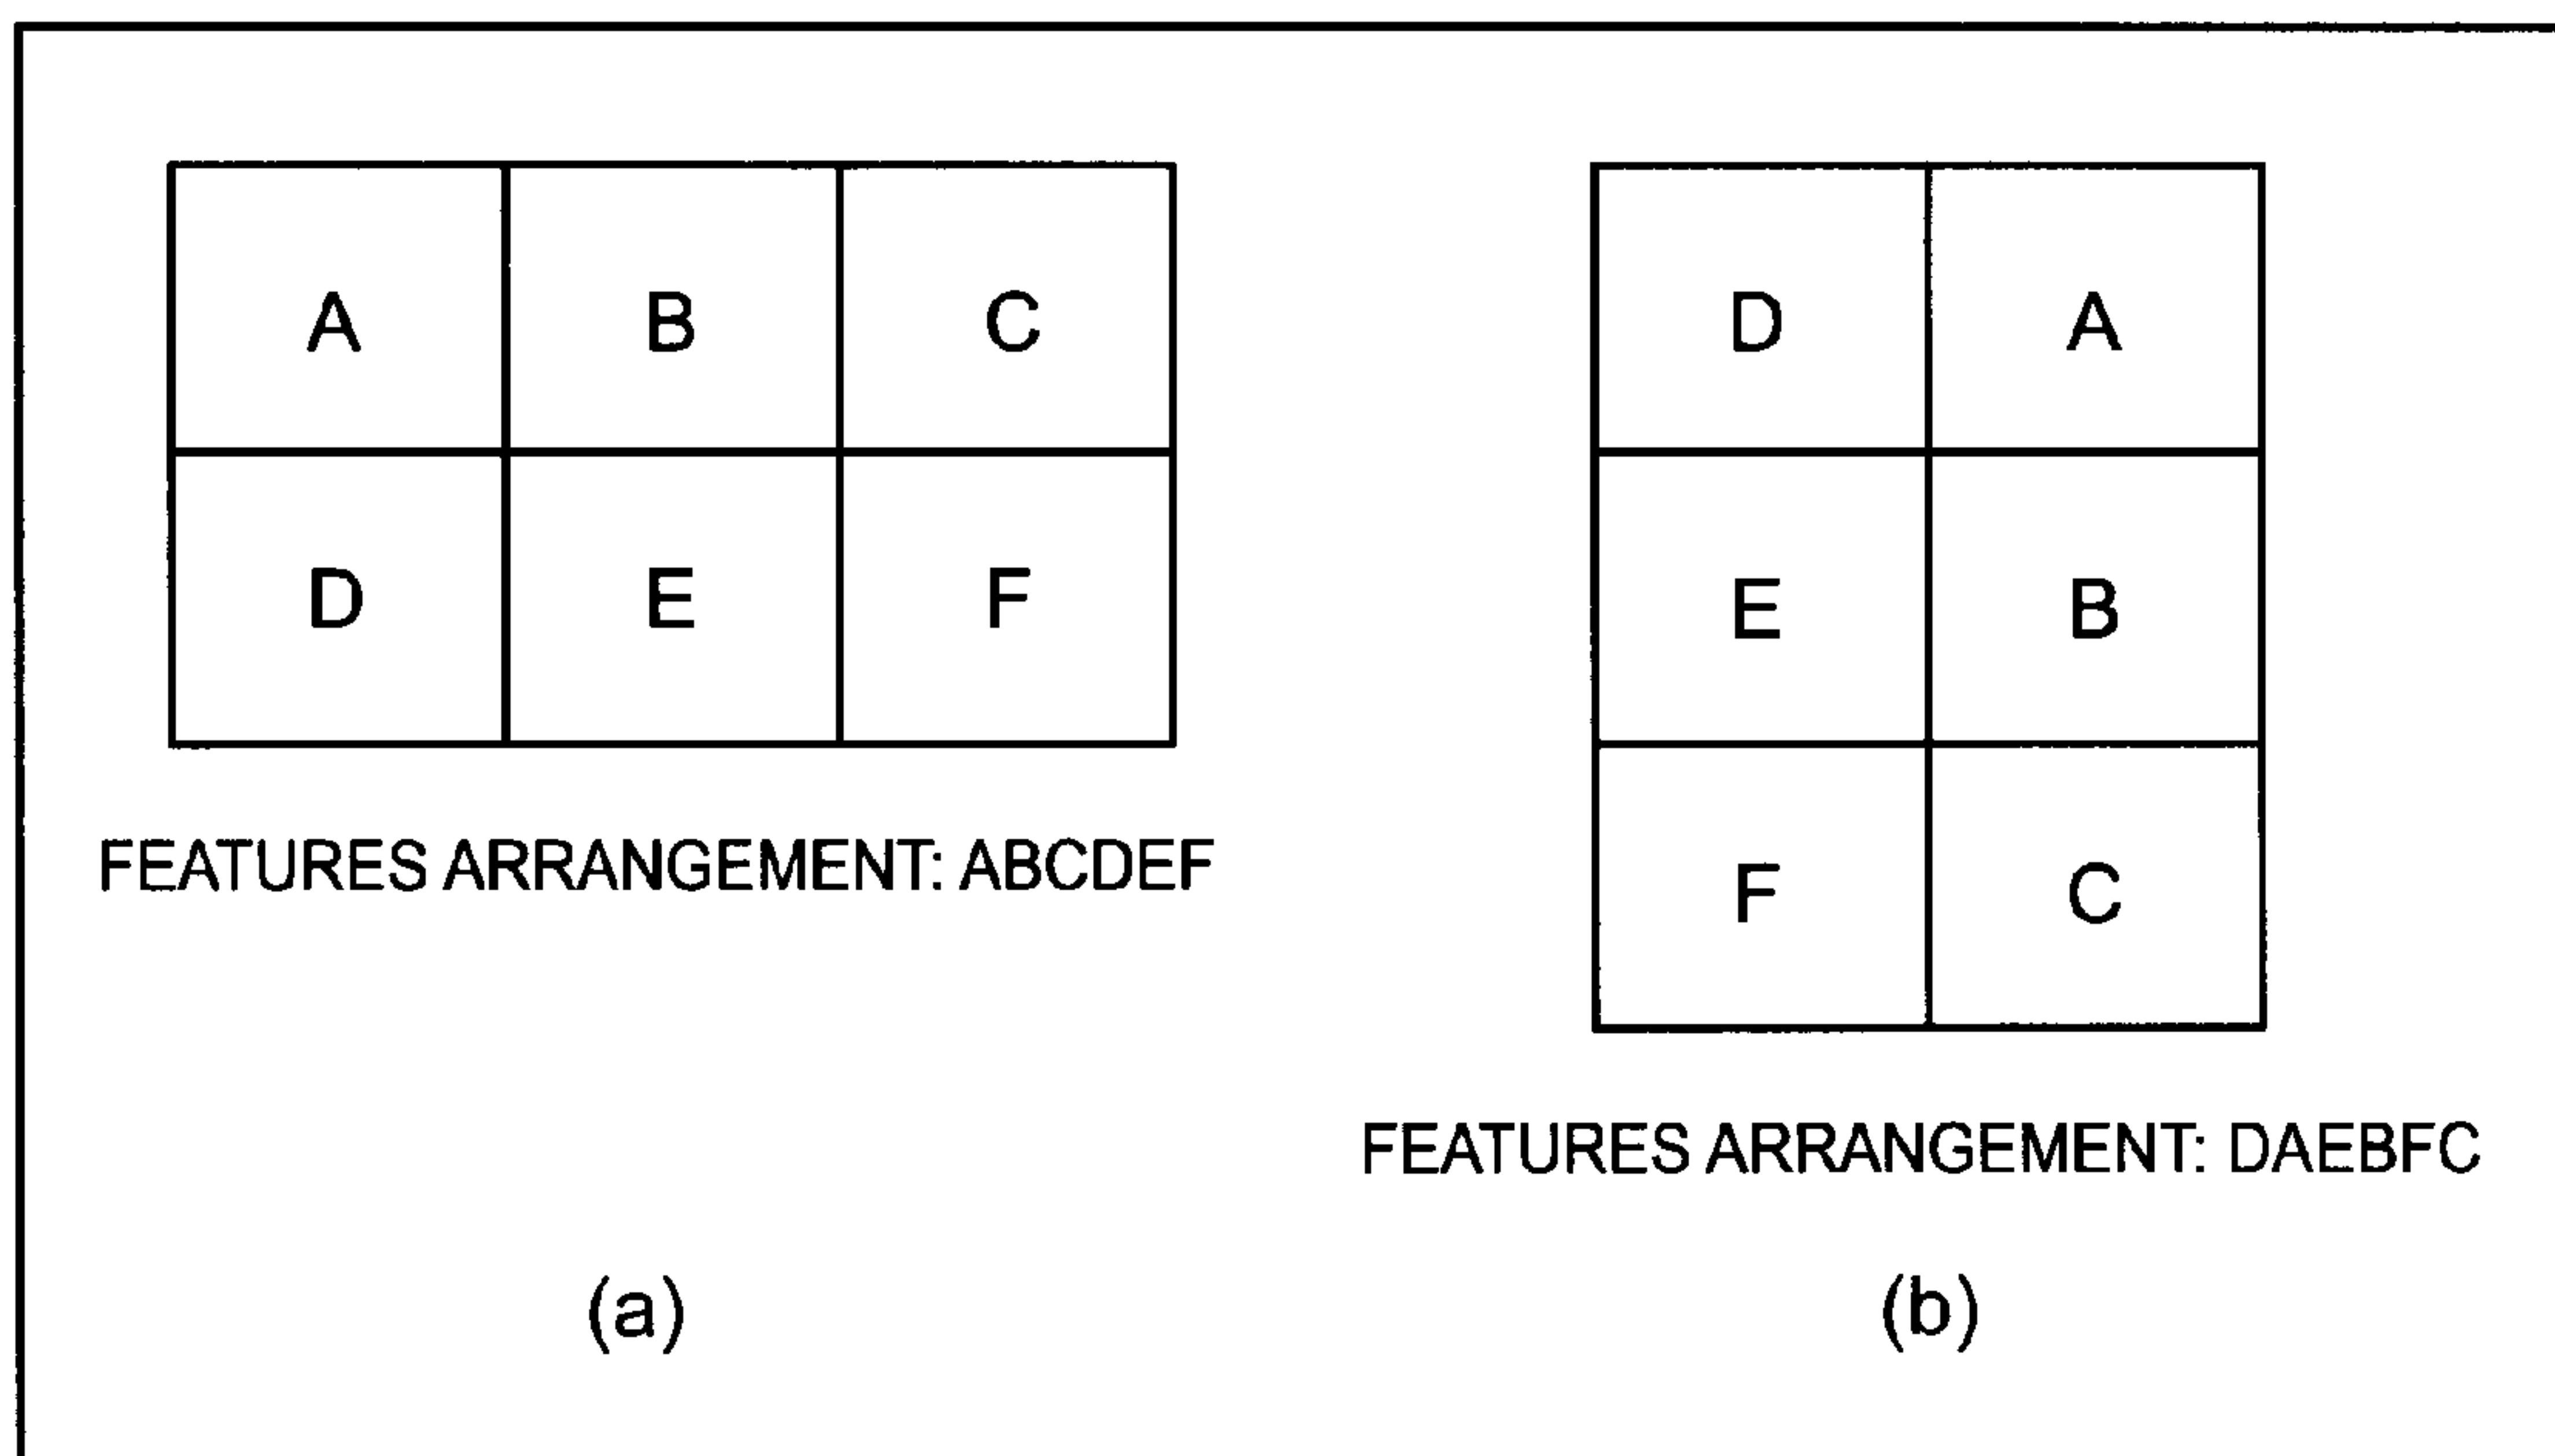 A B C
D E F
FEATURES ARRANGEMENT: ABCDEF
(a)
D A
E B
F C
FEATURES ARRANGEMENT: DAEBFC
(b)